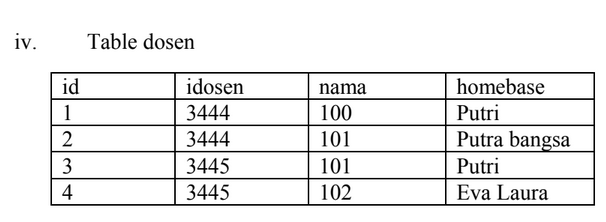 iv. Table dosen
id idosen nama homebase
1 3444 100 Putri
2 3444 101 Putra bangsa
3 3445 101 Putri
4 3445 102 Eva Laura